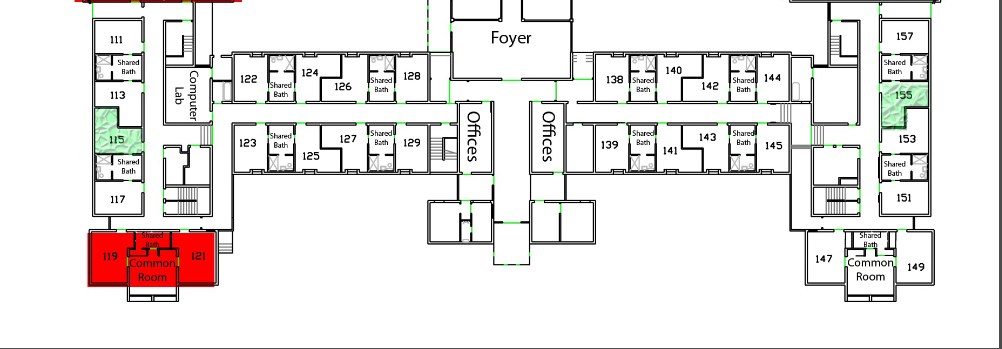 Foyer
111
Shared
Bath
113
115
Shared
Bath
117
Computer
Lab
122
Shared
Bath
124
126
Shared
Bath
128
123
Shared
Bath
125
127
Shared
Bath
129
Offices
Offices
138
Shared
Bath
140
142
Shared
Bath
144
139
Shared
Bath
141
143
Shared
Bath
145
157
Shared
Bath
155
153
Shared
Bath
151
119
Shared
Bath
121
Common
Room
147
Shared
Bath
149
Common
Room